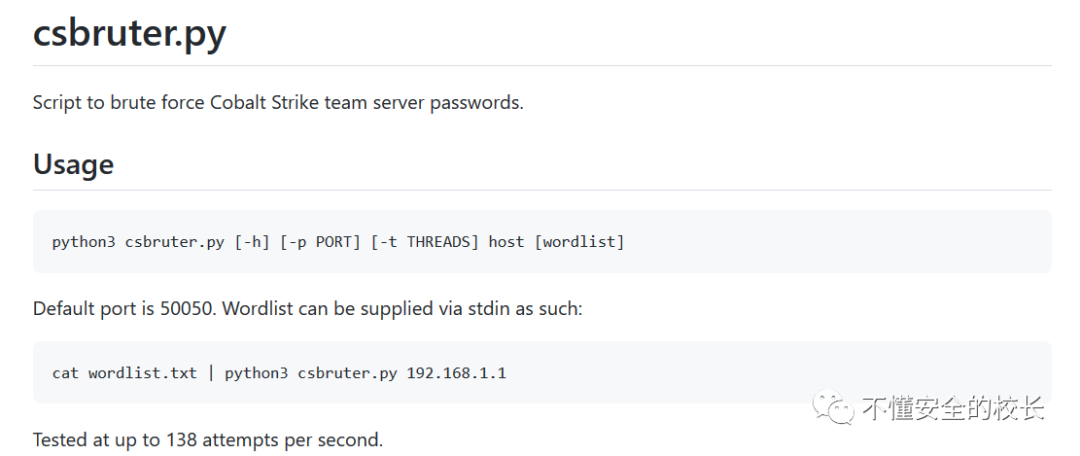 csbruter.py
Script to brute force Cobalt Strike team server passwords.
Usage
python3 csbruter.py [-h] [-p PORT] [-t THREADS] host [wordlist]
Default port is 50050. Wordlist can be supplied via stdin as such:
cat wordlist.txt | python3 csbruter.py 192.168.1.1
不懂安全的校长
Tested at up to 138 attempts per second.